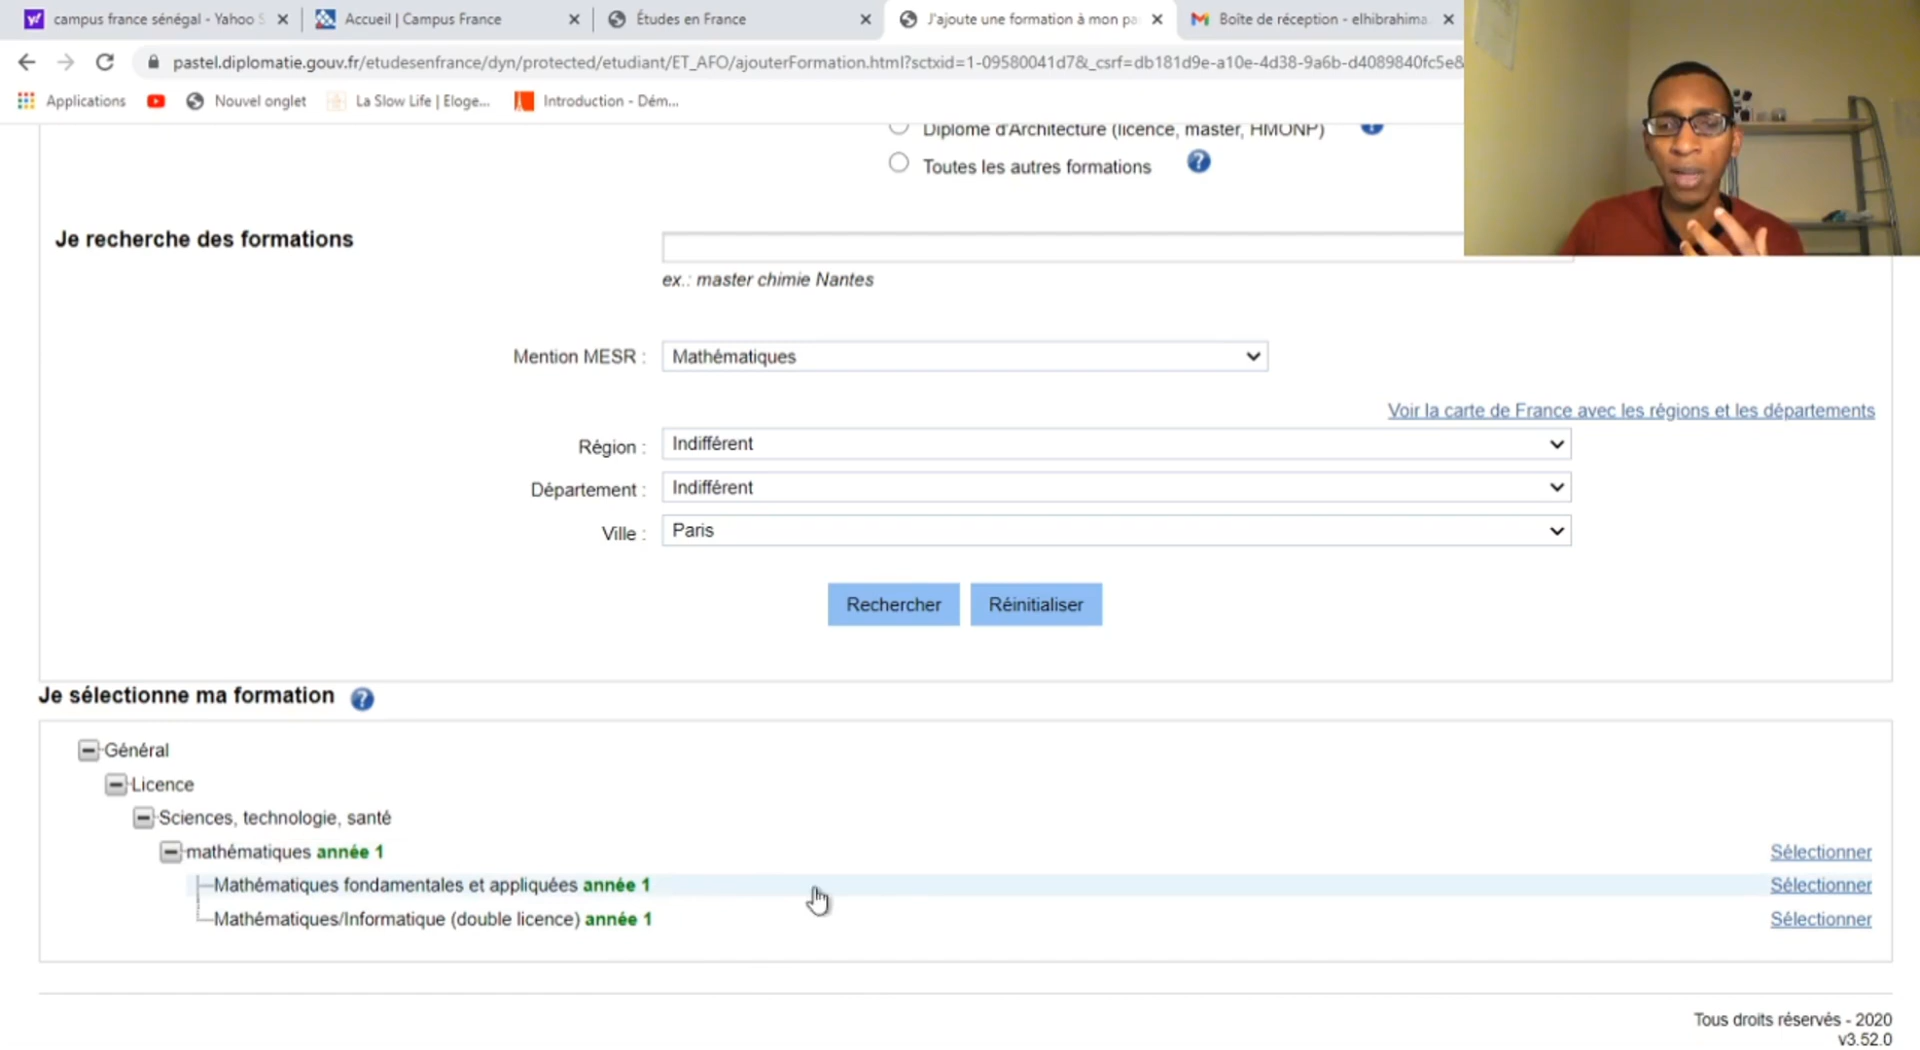 campus france sénégal - Yahoo S
Accueil | Campus France
Études en France
J'ajoute une formation à mon pa
Boîte de réception - elhibrahima.
pastel.diplomatie.gouv.fr/etudesenfrance/dyn/protected/etudiant/ET_AFO/ajouterFormation.html?sctxid=1-09580041d7&_csrf=db181d9e-a10e-4d38-9a6b-d4089840fc5e&
Applications
Nouvel onglet
La Slow Life | Eloge...
Introduction - Dém...
Diplôme d'Architecture (licence, master, HMONP)
Toutes les autres formations
Je recherche des formations
ex.: master chimie Nantes
Mention MESR : Mathématiques
Voir la carte de France avec les régions et les départements
Région : Indifférent
Département : Indifférent
Ville : Paris
Rechercher Réinitialiser
Je sélectionne ma formation ?
Général
Licence
Sciences, technologie, santé
mathématiques année 1 Sélectionner
Mathématiques fondamentales et appliquées année 1 Sélectionner
Mathématiques/Informatique (double licence) année 1 Sélectionner
Tous droits réservés - 2020
v3.52.0